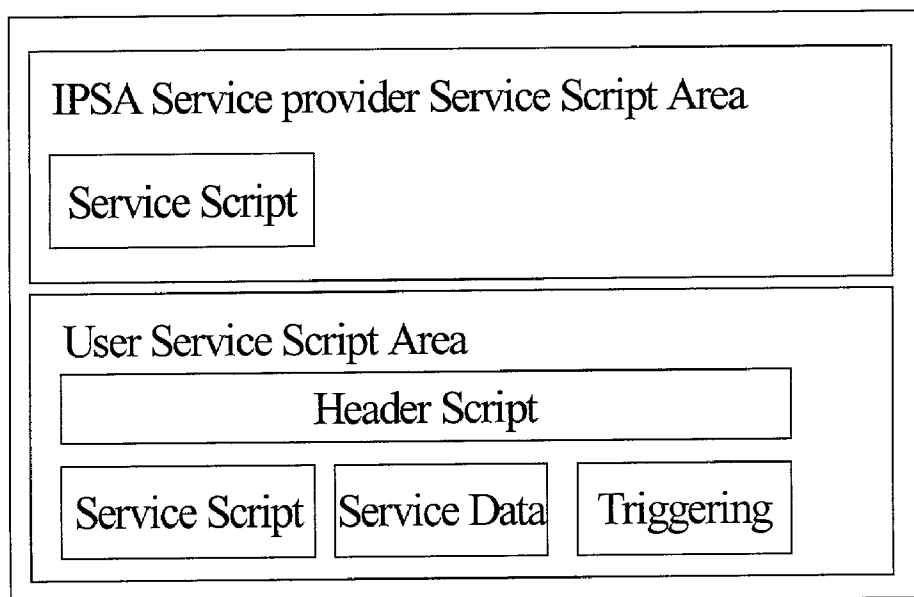 IPSA Service provider Service Script Area
Service Script
User Service Script Area
Header Script
Service Script
Service Data
Triggering